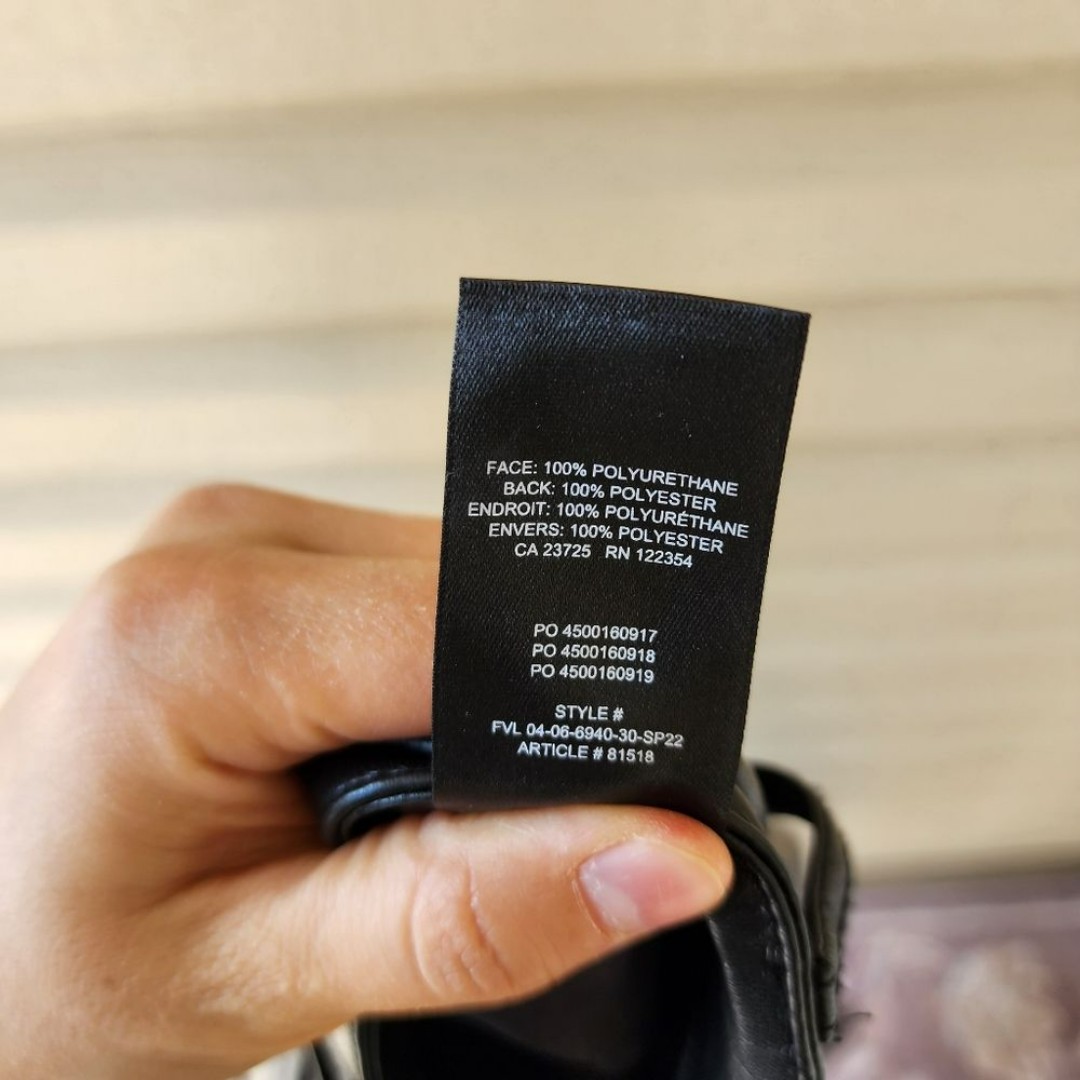 FACE: 100% POLYURETHANE
BACK: 100% POLYESTER
ENDROIT: 100% POLYURÉTHANE
ENVERS: 100% POLYESTER
CA 23725 RN 122354
PO 4500160917
PO 4500160918
PO 4500160919
STYLE #
FVL 04-06-6940-30-SP22
ARTICLE # 81518